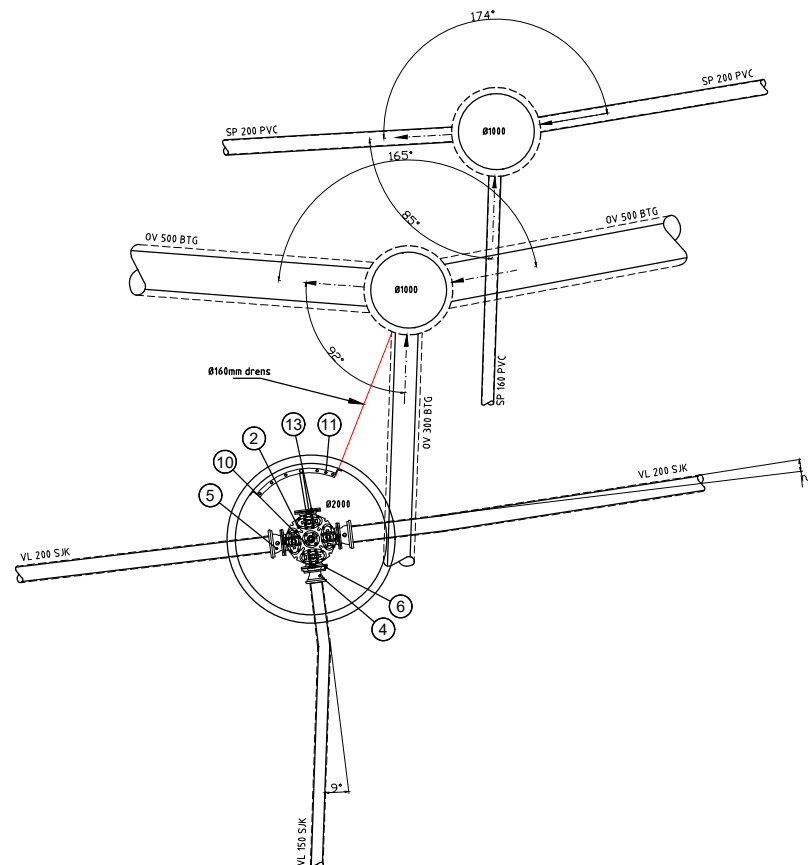 174°
SP 200 PVC
SP 200 PVC
Ø1000
165°
85°
OV 500 BTG
OV 500 BTG
Ø1000
92°
Ø160mm drens
SP 160 PVC
OV 300 BTG
13
11
2
10
5
Ø2000
VL 200 SJK
VL 200 SJK
6
4
9°
VL 150 SJK